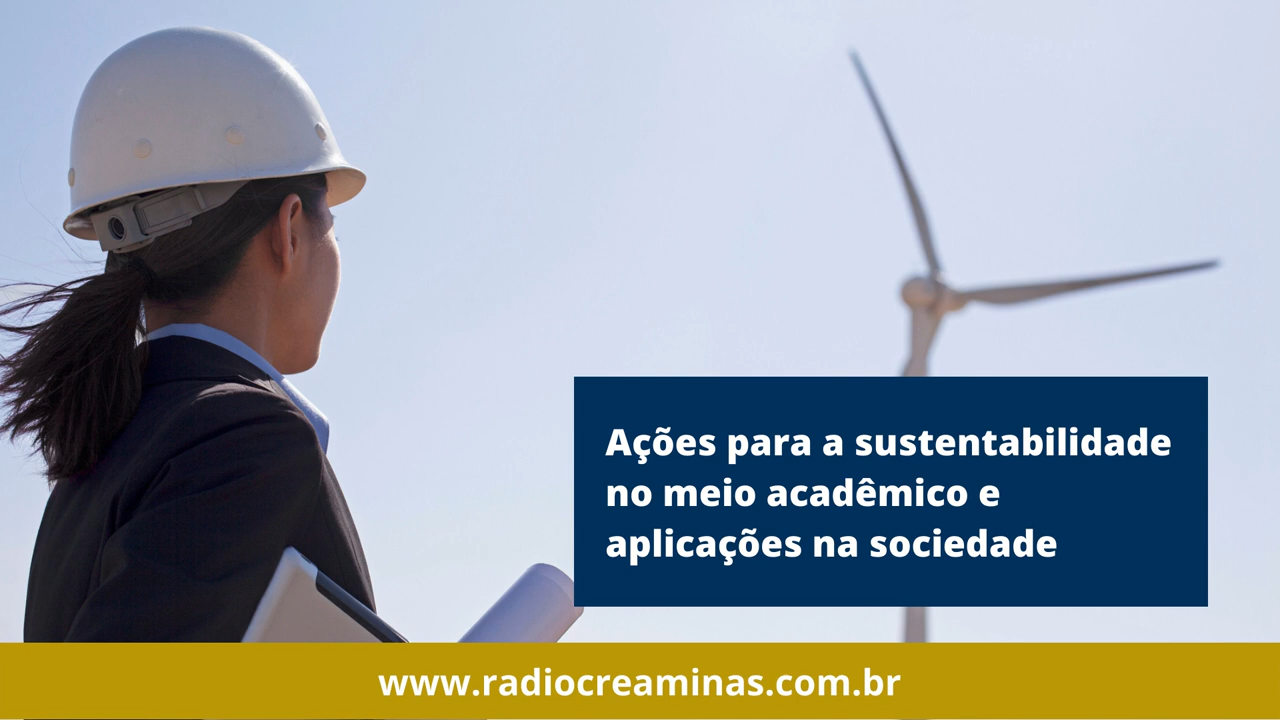 Ações para a sustentabilidade
no meio acadêmico e
aplicações na sociedade
www.radiocreaminas.com.br